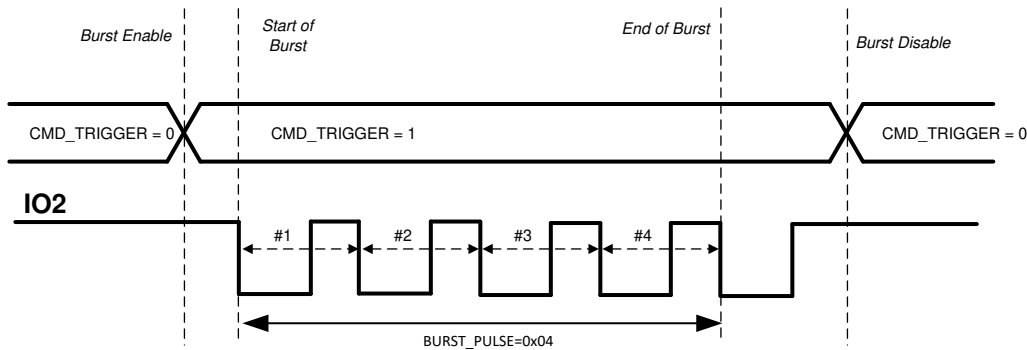 Burst Enable
Start of
Burst
End of Burst
Burst Disable
CMD_TRIGGER = 0
CMD_TRIGGER = 1
CMD_TRIGGER = 0
IO2
#1
#2
#3
#4
BURST_PULSE=0x04